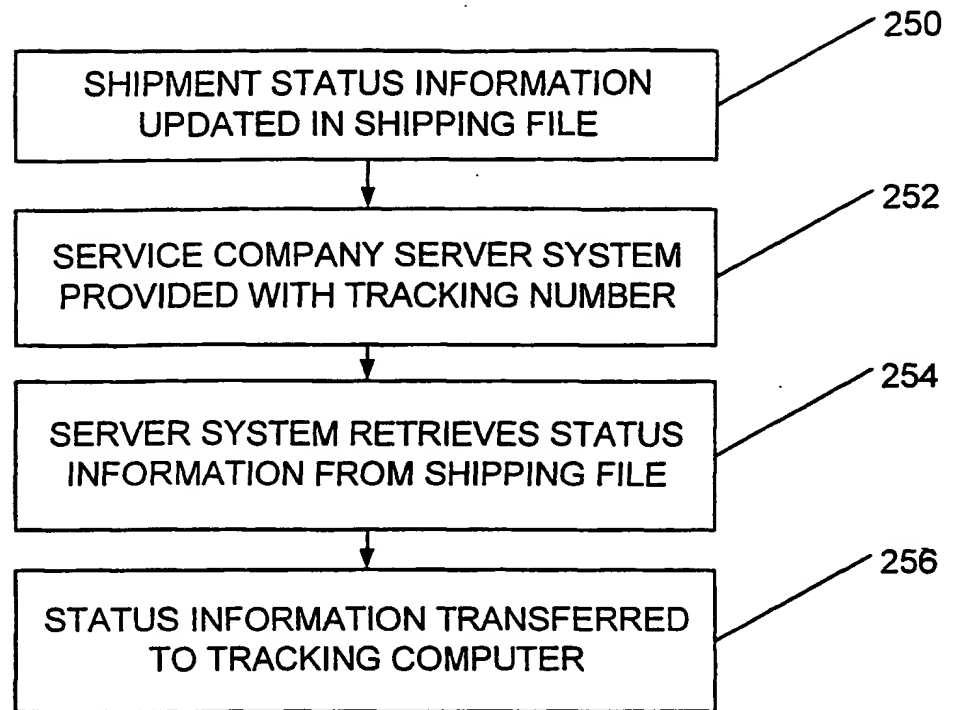 250
SHIPMENT STATUS INFORMATION
UPDATED IN SHIPPING FILE
252
SERVICE COMPANY SERVER SYSTEM
PROVIDED WITH TRACKING NUMBER
254
SERVER SYSTEM RETRIEVES STATUS
INFORMATION FROM SHIPPING FILE
256
STATUS INFORMATION TRANSFERRED
TO TRACKING COMPUTER